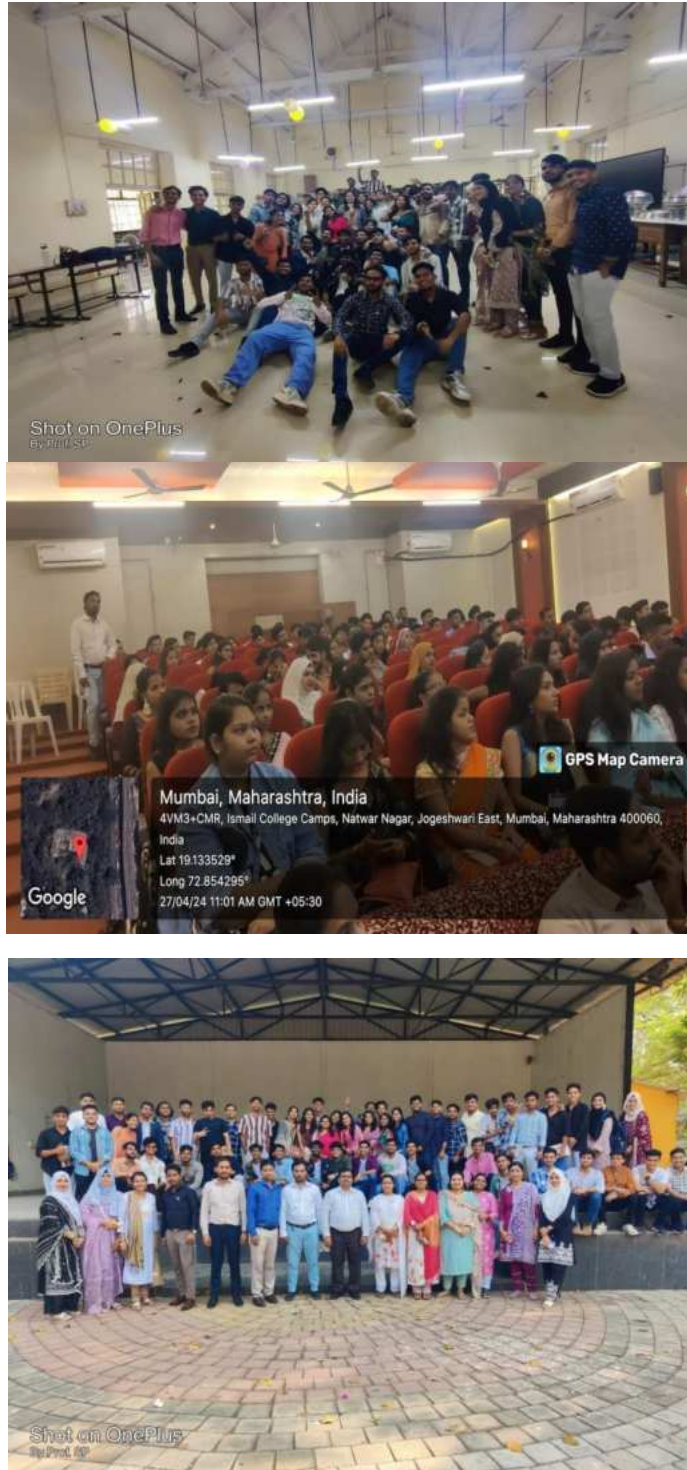 Shot on OnePlus
By Prof. SP
GPS Map Camera
Mumbai, Maharashtra, India
4VM3+CMR, Ismail College Camps, Natwar Nagar, Jogeshwari East, Mumbai, Maharashtra 400060,
India
Lat 19.133529°
Long 72.854295°
27/04/24 11:01 AM GMT +05:30
Google
Shot on OnePlus
By Prof. SP